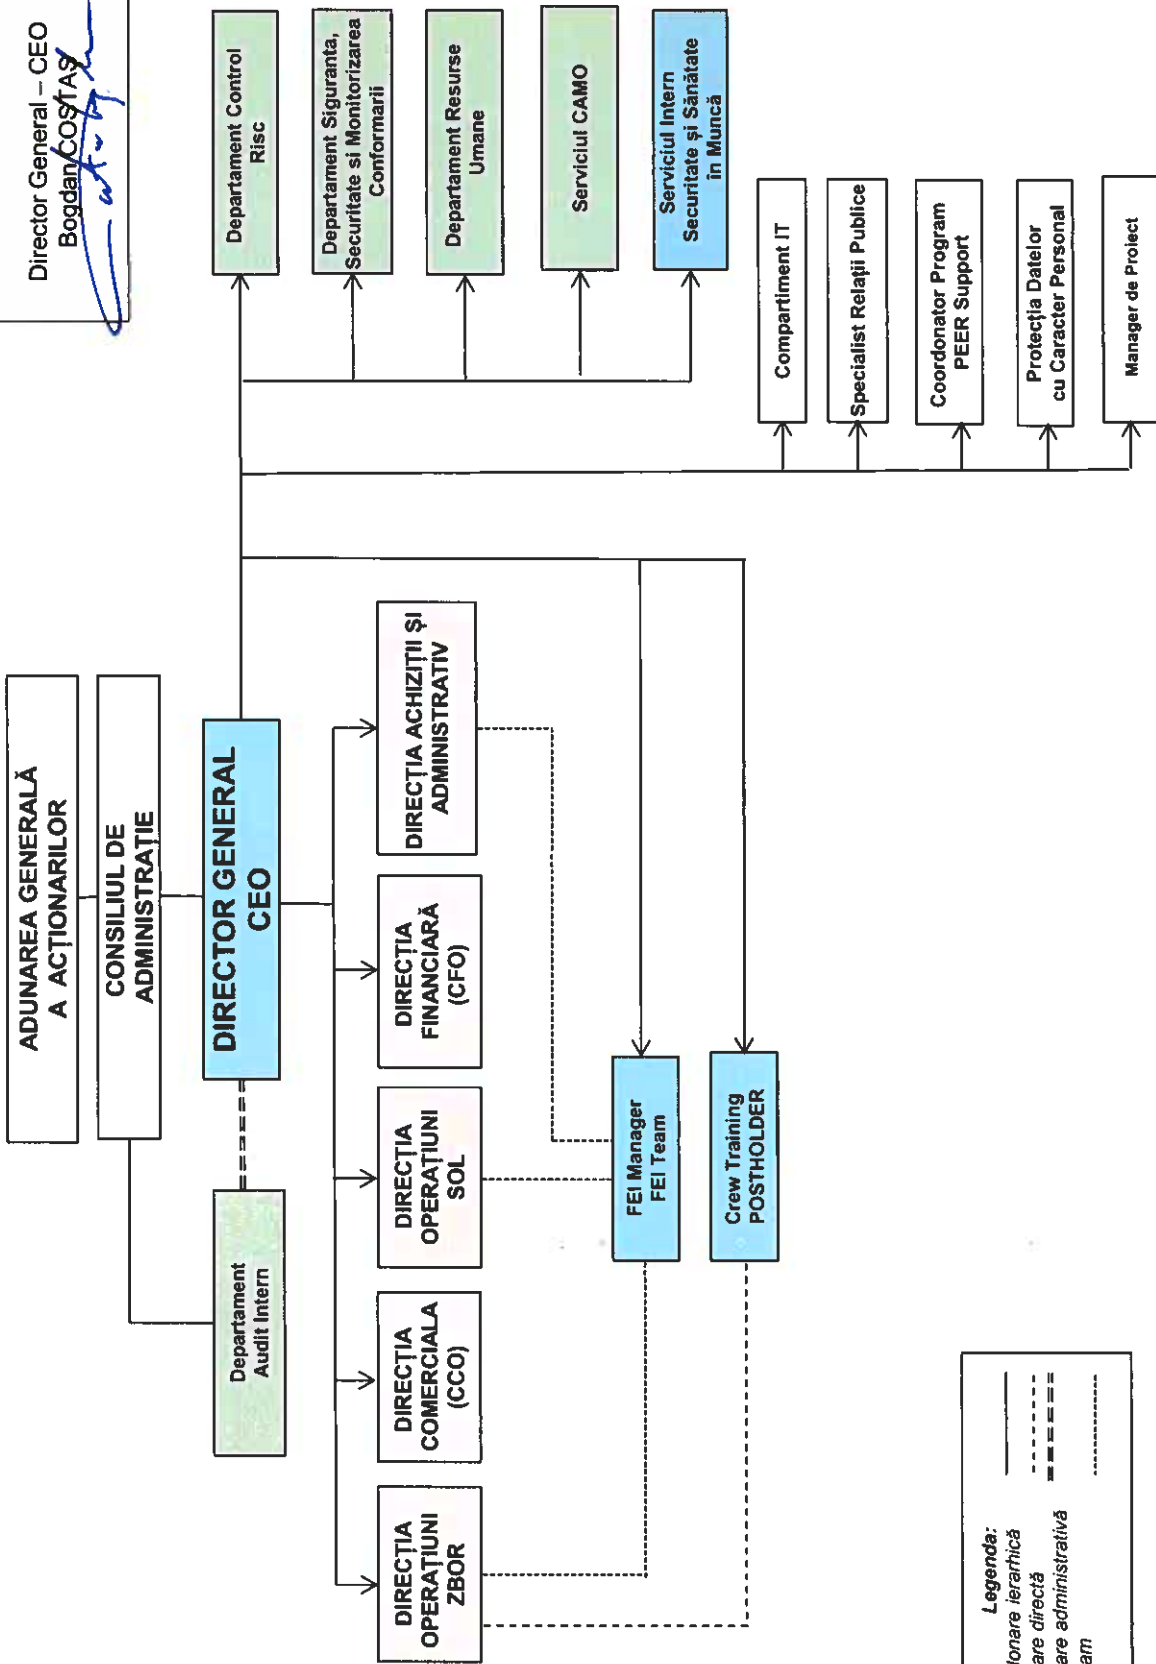 Director General – CEO
Bogdan COSTAȘ
ADUNAREA GENERALĂ
A ACȚIONARILOR
CONSILIUL DE
ADMINISTRAȚIE
DIRECTOR GENERAL
CEO
Departament
Audit Intern
DIRECȚIA
OPERAȚIUNI
ZBOR
DIRECȚIA
COMERCIALA
(CCO)
DIRECȚIA
OPERAȚIUNI
SOL
DIRECȚIA
FINANCIARĂ
(CFO)
DIRECȚIA ACHIZIȚII ȘI
ADMINISTRATIV
FEI Manager
FEI Team
Crew Training
POSTHOLDER
Departament Control
Risc
Departament Siguranta,
Securitate si Monitorizarea
Conformarii
Departament Resurse
Umane
Serviciul CAMO
Serviciul Intern
Securitate și Sănătate
în Muncă
Compartiment IT
Specialist Relații Publice
Coordonator Program
PEER Support
Protecția Datelor
cu Caracter Personal
Manager de Proiect
Legenda:
ierarhică
directă
administrativă